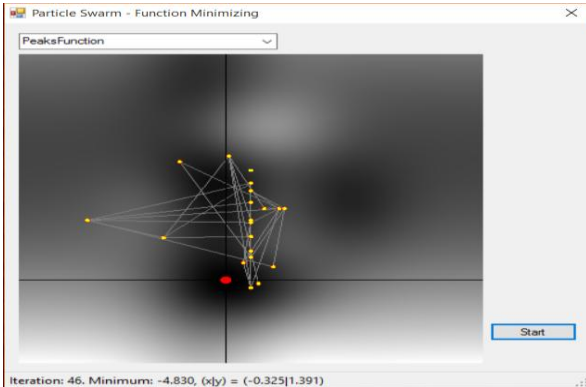 Particle Swarm - Function Minimizing
PeaksFunction
Start
Iteration: 46. Minimum: -4.830, (x|y) = (-0.325|1.391)